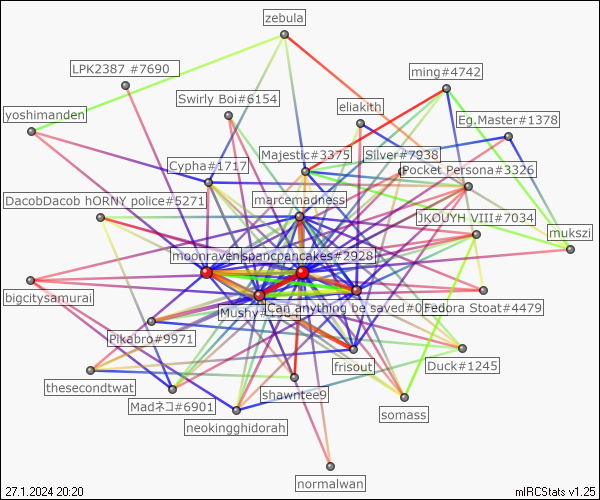 zebula
LPK2387 #7690
ming#4742
Swirly Boi#6154
eliakith
yoshimanden
Eg.Master#1378
Majestic#3375
Silver#7938
Cypha#1717
Pocket Persona#3326
DacobDacob hORNY police#5271
marcemadness
JKOUYH VIII#7034
mukszi
moonraven
spancpancakes#2928
bigcitysamurai
Mushy
Can anything be saved#0
Fedora Stoat#4479
Pikabro#9971
frisout
Duck#1245
thesecondtwat
shawntee9
Madネコ#6901
somass
neokingghidorah
normalwan
27.1.2024 20:20
mIRCStats v1.25